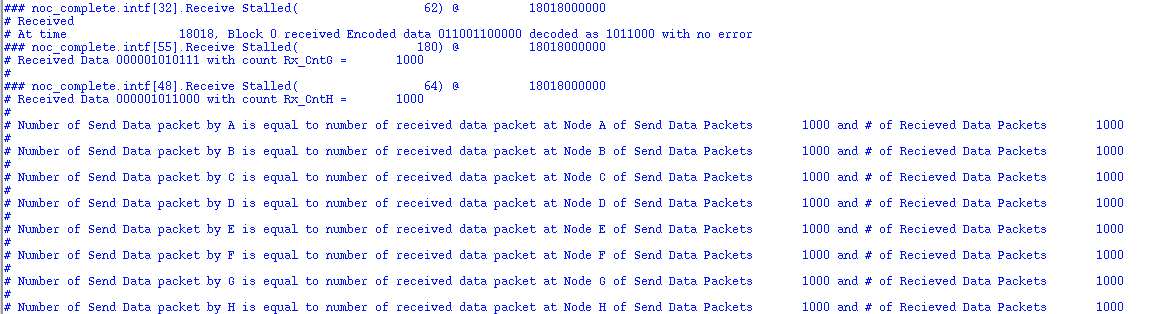 ### noc_complete.intf[32].Receive Stalled( 62) @ 18018000000
# Received
# At time 18018, Block 0 received Encoded data 011001100000 decoded as 1011000 with no error
### noc_complete.intf[55].Receive Stalled( 180) @ 18018000000
# Received Data 000001010111 with count Rx_CntG = 1000
#
### noc_complete.intf[48].Receive Stalled( 64) @ 18018000000
# Received Data 000001011000 with count Rx_CntH = 1000
#
# Number of Send Data packet by A is equal to number of received data packet at Node A of Send Data Packets 1000 and # of Recieved Data Packets 1000
#
# Number of Send Data packet by B is equal to number of received data packet at Node B of Send Data Packets 1000 and # of Recieved Data Packets 1000
#
# Number of Send Data packet by C is equal to number of received data packet at Node C of Send Data Packets 1000 and # of Recieved Data Packets 1000
#
# Number of Send Data packet by D is equal to number of received data packet at Node D of Send Data Packets 1000 and # of Recieved Data Packets 1000
#
# Number of Send Data packet by E is equal to number of received data packet at Node E of Send Data Packets 1000 and # of Recieved Data Packets 1000
#
# Number of Send Data packet by F is equal to number of received data packet at Node F of Send Data Packets 1000 and # of Recieved Data Packets 1000
#
# Number of Send Data packet by G is equal to number of received data packet at Node G of Send Data Packets 1000 and # of Recieved Data Packets 1000
#
# Number of Send Data packet by H is equal to number of received data packet at Node H of Send Data Packets 1000 and # of Recieved Data Packets 1000